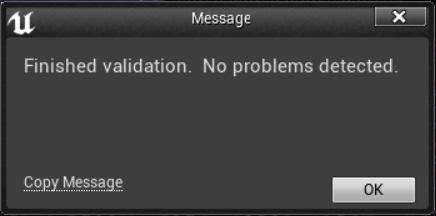 Message
Finished validation.  No problems detected.
Copy Message
OK